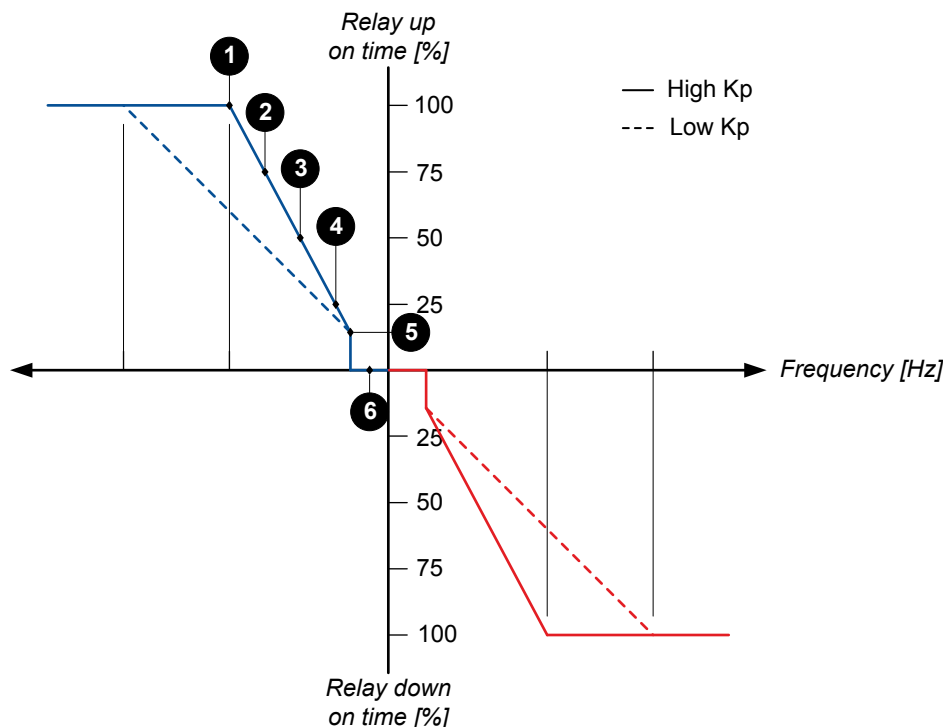 Relay up
on time [%]
1
100
High Kp
2
Low Kp
3
75
4
50
25
5
Frequency [Hz]
6
25
50
75
100
Relay down
on time [%]